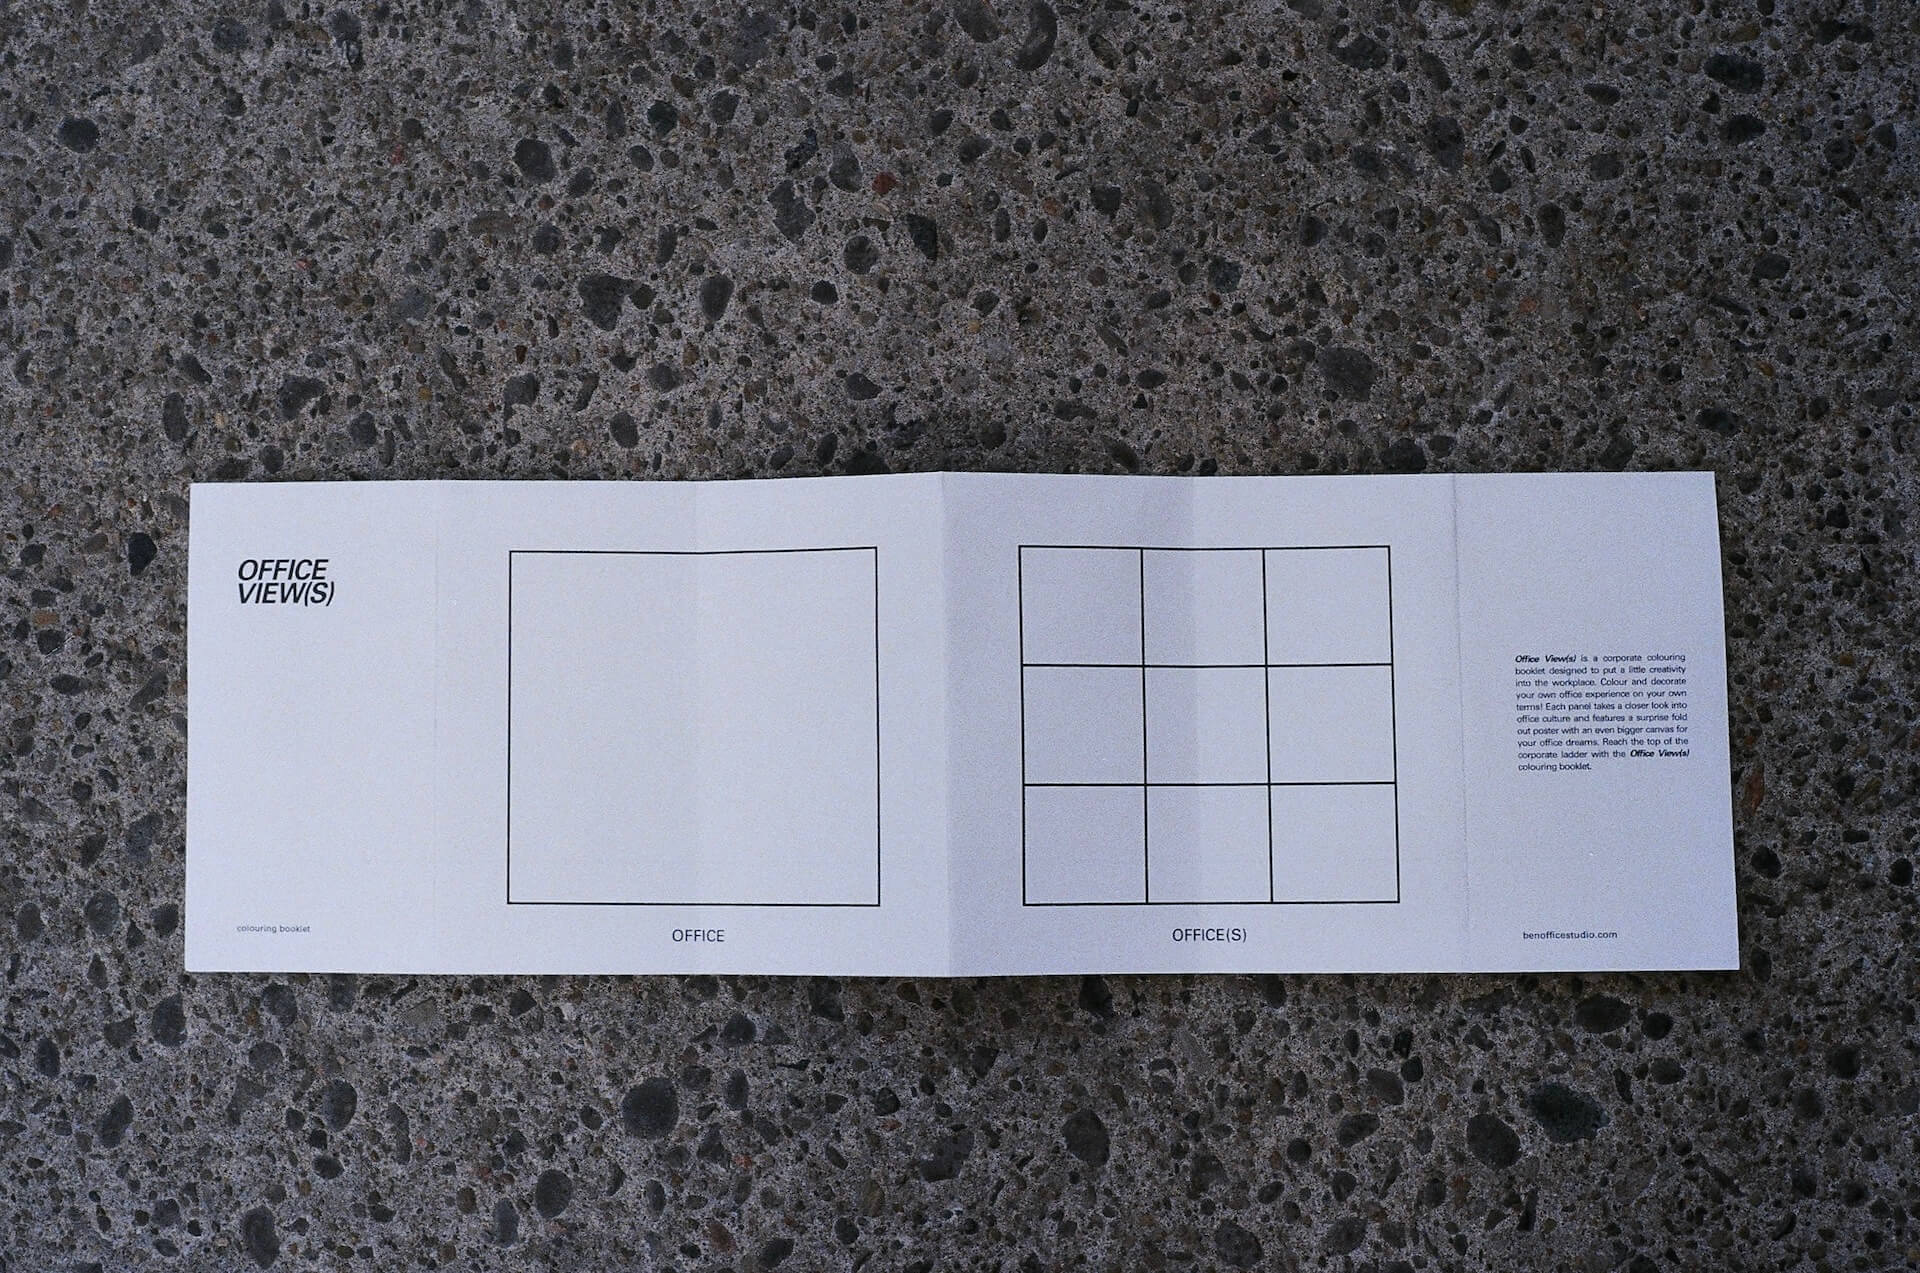 OFFICE
VIEW(S)
colouring booklet
OFFICE
OFFICE(S)
Office View(s) is a corporate colouring
booklet designed to put a little creativity
into the workplace. Colour and decorate
your own office experience on your own
terms! Each panel takes a closer look into
office culture and features a surprise fold
out poster with an even bigger canvas for
your office dreams. Reach the top of the
corporate ladder with the Office View(s)
colouring booklet.
benofficestudio.com